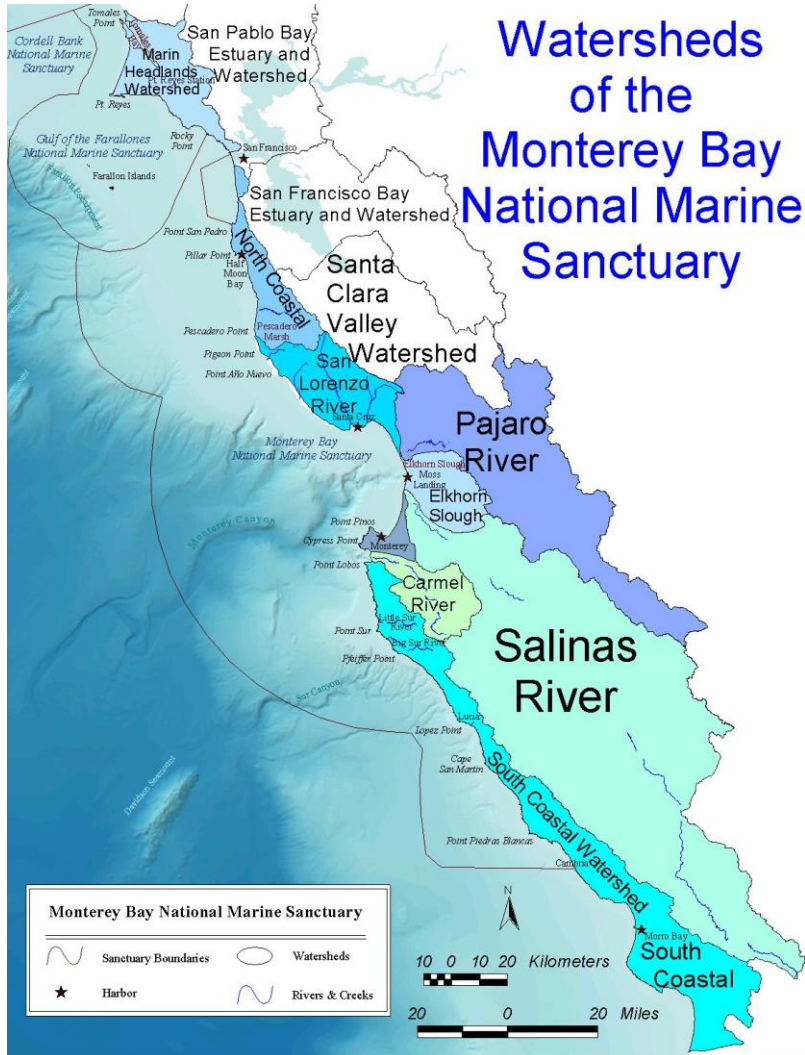 Watersheds
of the
Monterey Bay
National Marine
Sanctuary
Tomales
Point
Tomales
Bay
Cordell Bank
National Marine
Sanctuary
Marin
Headlands
Watershed
Pt. Reyes Station
San Pablo Bay
Estuary and
Watershed
Pt. Reyes
Rocky
Point
Gulf of the Farallones
National Marine Sanctuary
Farallon Islands
Farallon Escarpment
San Francisco
San Francisco Bay
Estuary and Watershed
Point San Pedro
Pillar Point
Half
Moon
Bay
North Coastal
Santa
Clara
Valley
Watershed
Pescadero
Marsh
Pescadero Point
Pigeon Point
Point Año Nuevo
San
Lorenzo
River
Santa Cruz
Monterey Bay
National Marine Sanctuary
Pajaro
River
Elkhorn Slough
Moss
Landing
Elkhorn
Slough
Monterey Canyon
Point Pinos
Cypress Point
Monterey
Point Lobos
Carmel
River
Little Sur
River
Point Sur
Big Sur River
Pfeiffer Point
Sur Canyon
Salinas
River
Lucia
Lopez Point
Cape
San Martin
South Coastal Watershed
Davidson Seamount
Point Piedras Blancas
Cambria
Morro Bay
South
Coastal
Monterey Bay National Marine Sanctuary
Sanctuary Boundaries
Watersheds
Harbor
Rivers & Creeks
N
10 0 10 20 Kilometers
20 0 20 Miles